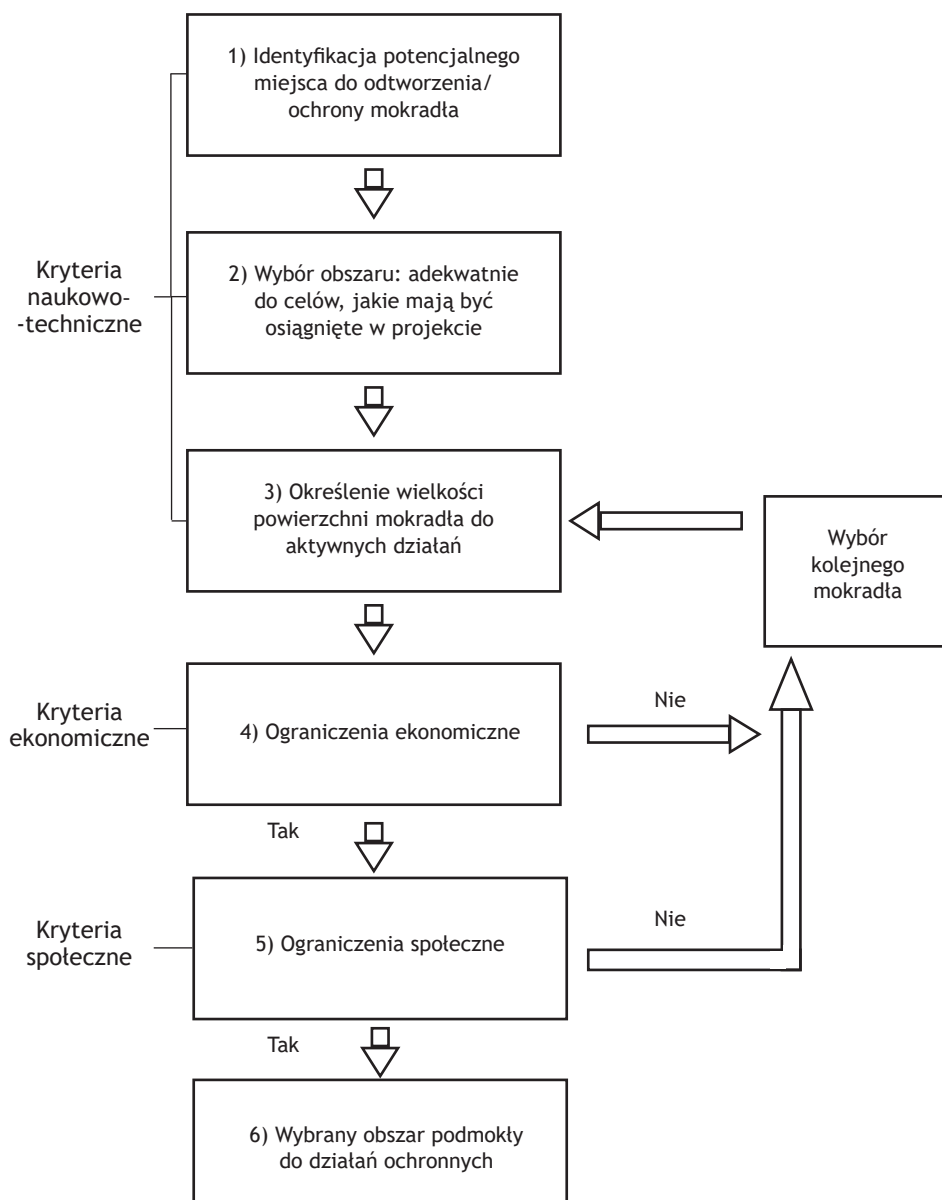 1) Identyfikacja potencjalnego
miejsca do odtworzenia/
ochrony mokradła
Kryteria
naukowo-
-techniczne
2) Wybór obszaru: adekwatnie
do celów, jakie mają być
osiągnięte w projekcie
3) Określenie wielkości
powierzchni mokradła do
aktywnych działań
Wybór
kolejnego
mokradła
Kryteria
ekonomiczne
4) Ograniczenia ekonomiczne
Nie
Tak
Kryteria
społeczne
5) Ograniczenia społeczne
Nie
Tak
6) Wybrany obszar podmokły
do działań ochronnych